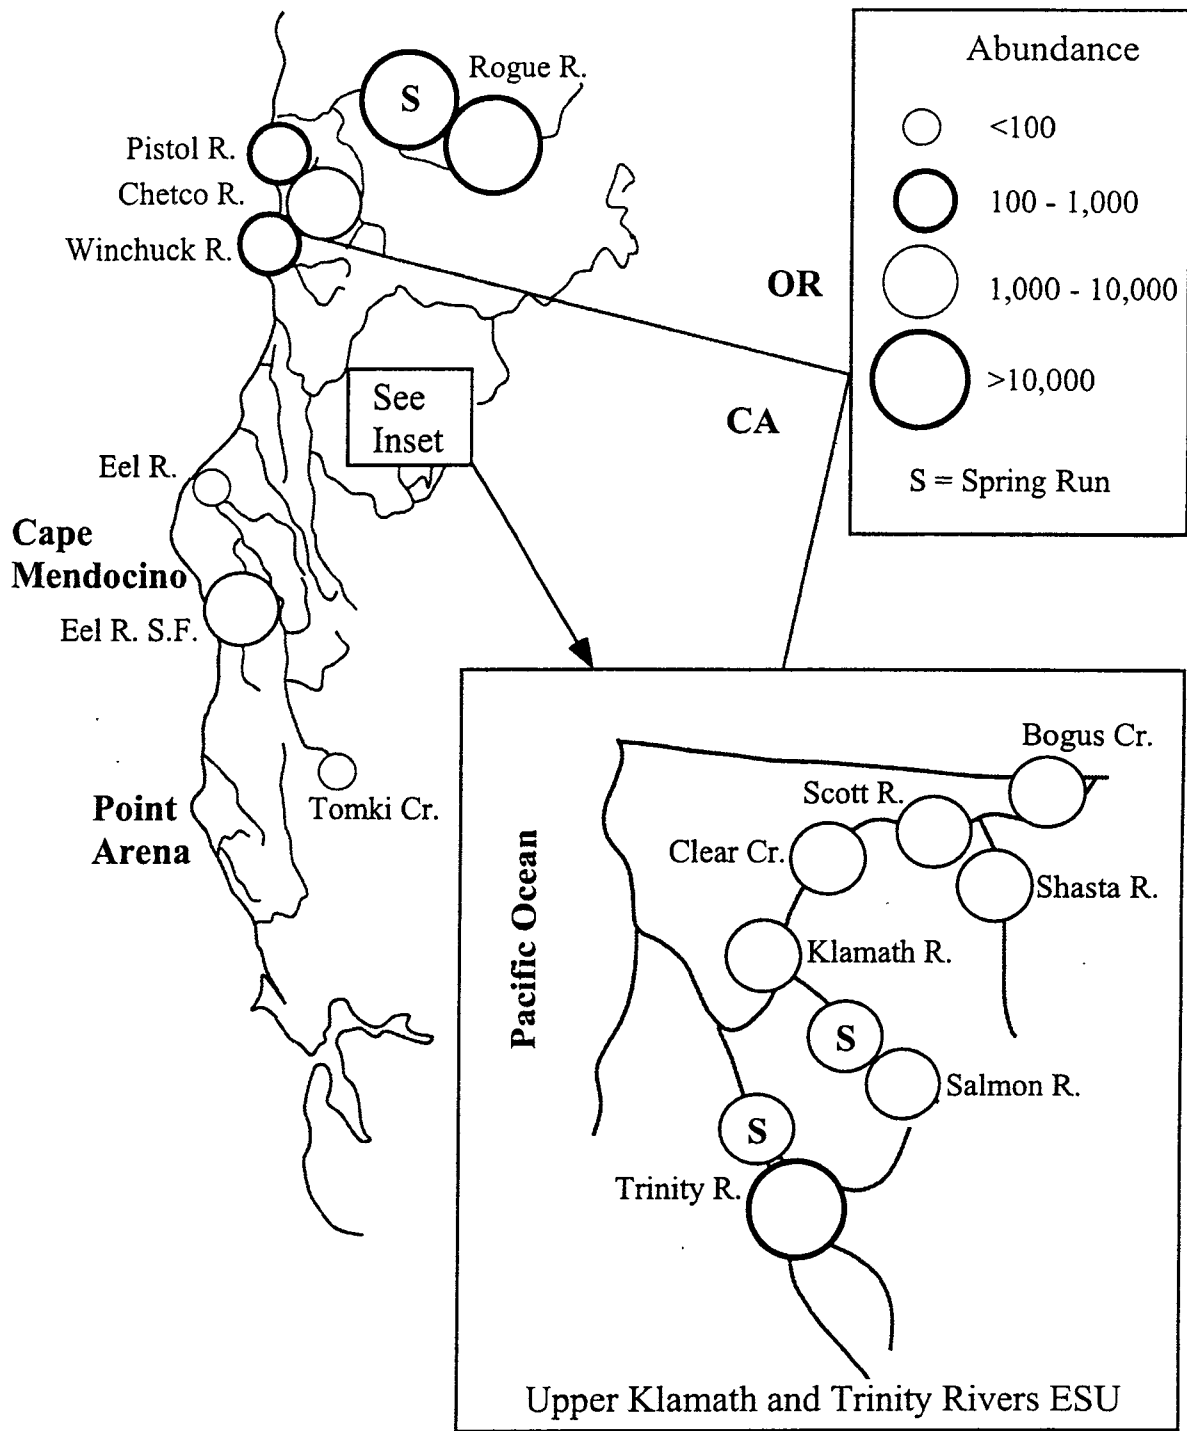 Rogue R.
S
Pistol R.
Chetco R.
Winchuck R.
OR
CA
See
Inset
Eel R.
Cape
Mendocino
Eel R. S.F.
Point
Arena
Tomki Cr.
Abundance
<100
100 - 1,000
1,000 - 10,000
>10,000
S = Spring Run
Bogus Cr.
Scott R.
Clear Cr.
Shasta R.
Pacific Ocean
Klamath R.
S
Salmon R.
S
Trinity R.
Upper Klamath and Trinity Rivers ESU